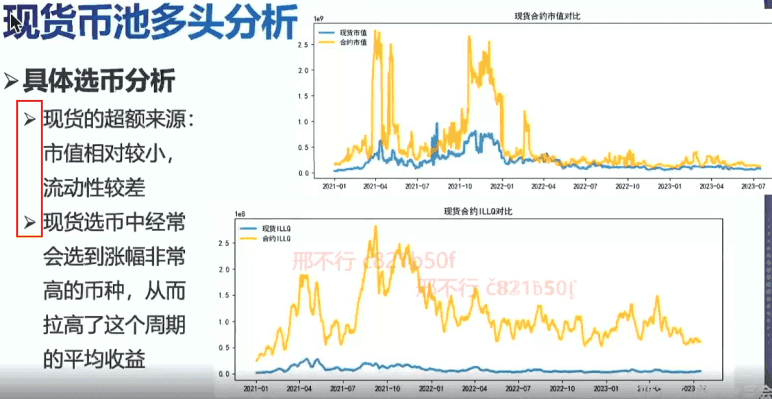 现货币池多头分析
➢具体选币分析
➢现货的超额来源：
市值相对较小，
流动性较差
➢现货选币中经常
会选到涨幅非常
高的币种，从而
拉高了这个周期
的平均收益
现货合约市值对比
1e9
现货市值
合约市值
2.5
2.0
1.5
1.0
0.5
0.0
2021-01 2021-04 2021-07 2021-10 2022-01 2022-04 2022-07 2022-10 2023-01 2023-04 2023-07
现货合约ILLQ对比
1e8
现货ILLQ
合约ILLQ
2.5
2.0
1.5
1.0
0.5
0.0
邢不行 c821b50f
邢不行 c821b50f
2021-01 2021-04 2021-07 2021-10 2022-01 2022-04 2022-07 2022-10 2023-01